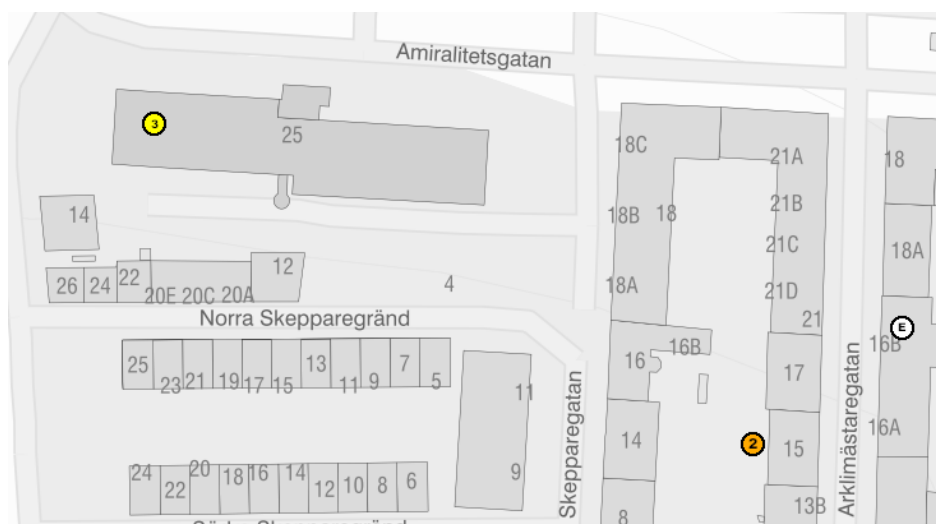 Amiralitetsgatan
3
25
18C
21A
18
14
18B
18
21B
21C
18A
12
26
24
22
20E
20C
20A
4
18A
21D
21
E
Norra Skepparegränd
16B
16B
16
25
23
21
19
17
15
13
11
9
7
5
11
17
16A
Skepparegatan
Arklimästaregatan
14
2
15
24
22
20
18
16
14
12
10
8
6
9
8
13B
Södra Skepparegränd